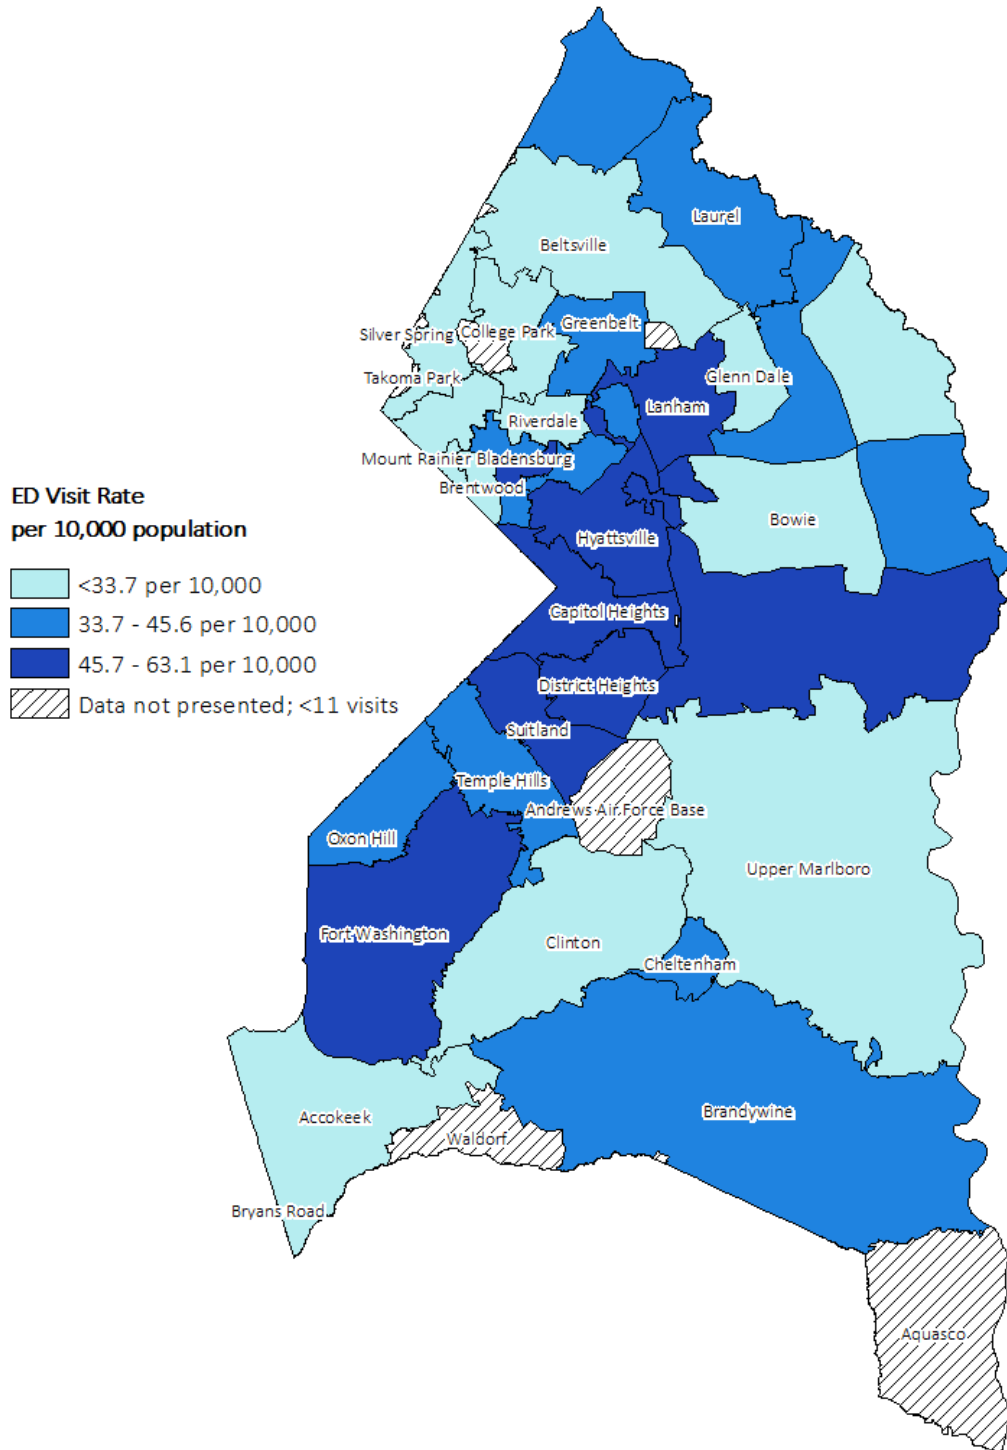 Laurel
Beltsville
Greenbelt
Silver Spring
College Park
Takoma Park
Glenn Dale
Lanham
Riverdale
Mount Rainier
Bladensburg
Brentwood
ED Visit Rate
per 10,000 population
Bowie
Hyattsville
<33.7 per 10,000
33.7 - 45.6 per 10,000
45.7 - 63.1 per 10,000
Data not presented; <11 visits
Capitol Heights
District Heights
Suitland
Temple Hills
Andrews Air Force Base
Oxon Hill
Upper Marlboro
Fort Washington
Clinton
Cheltenham
Accokeek
Brandywine
Waldorf
Bryans Road
Aquasco